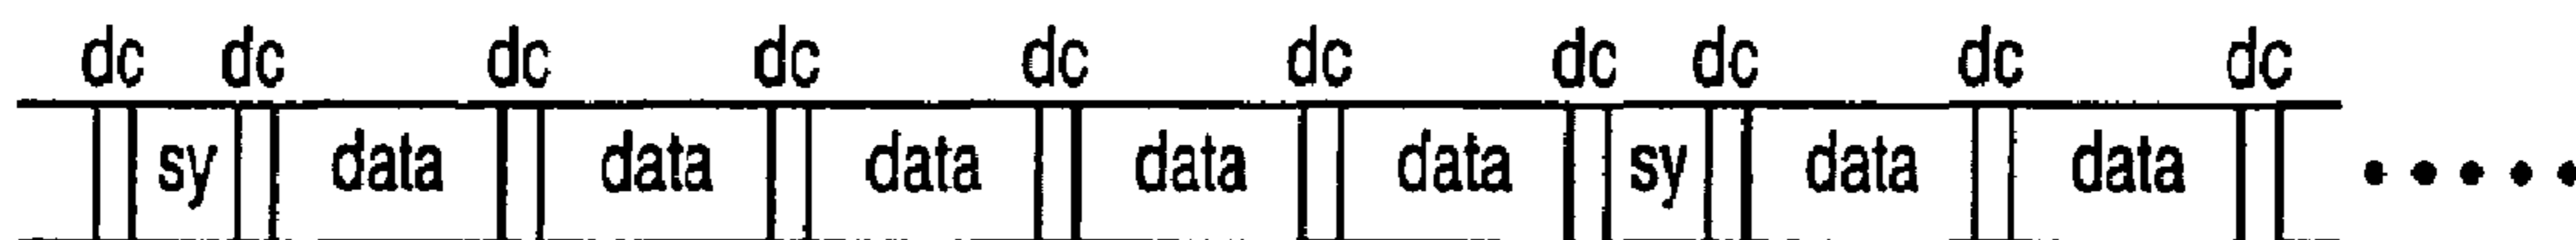 dc dc dc dc dc dc dc dc dc dc
sy data data data data data sy data data •••••